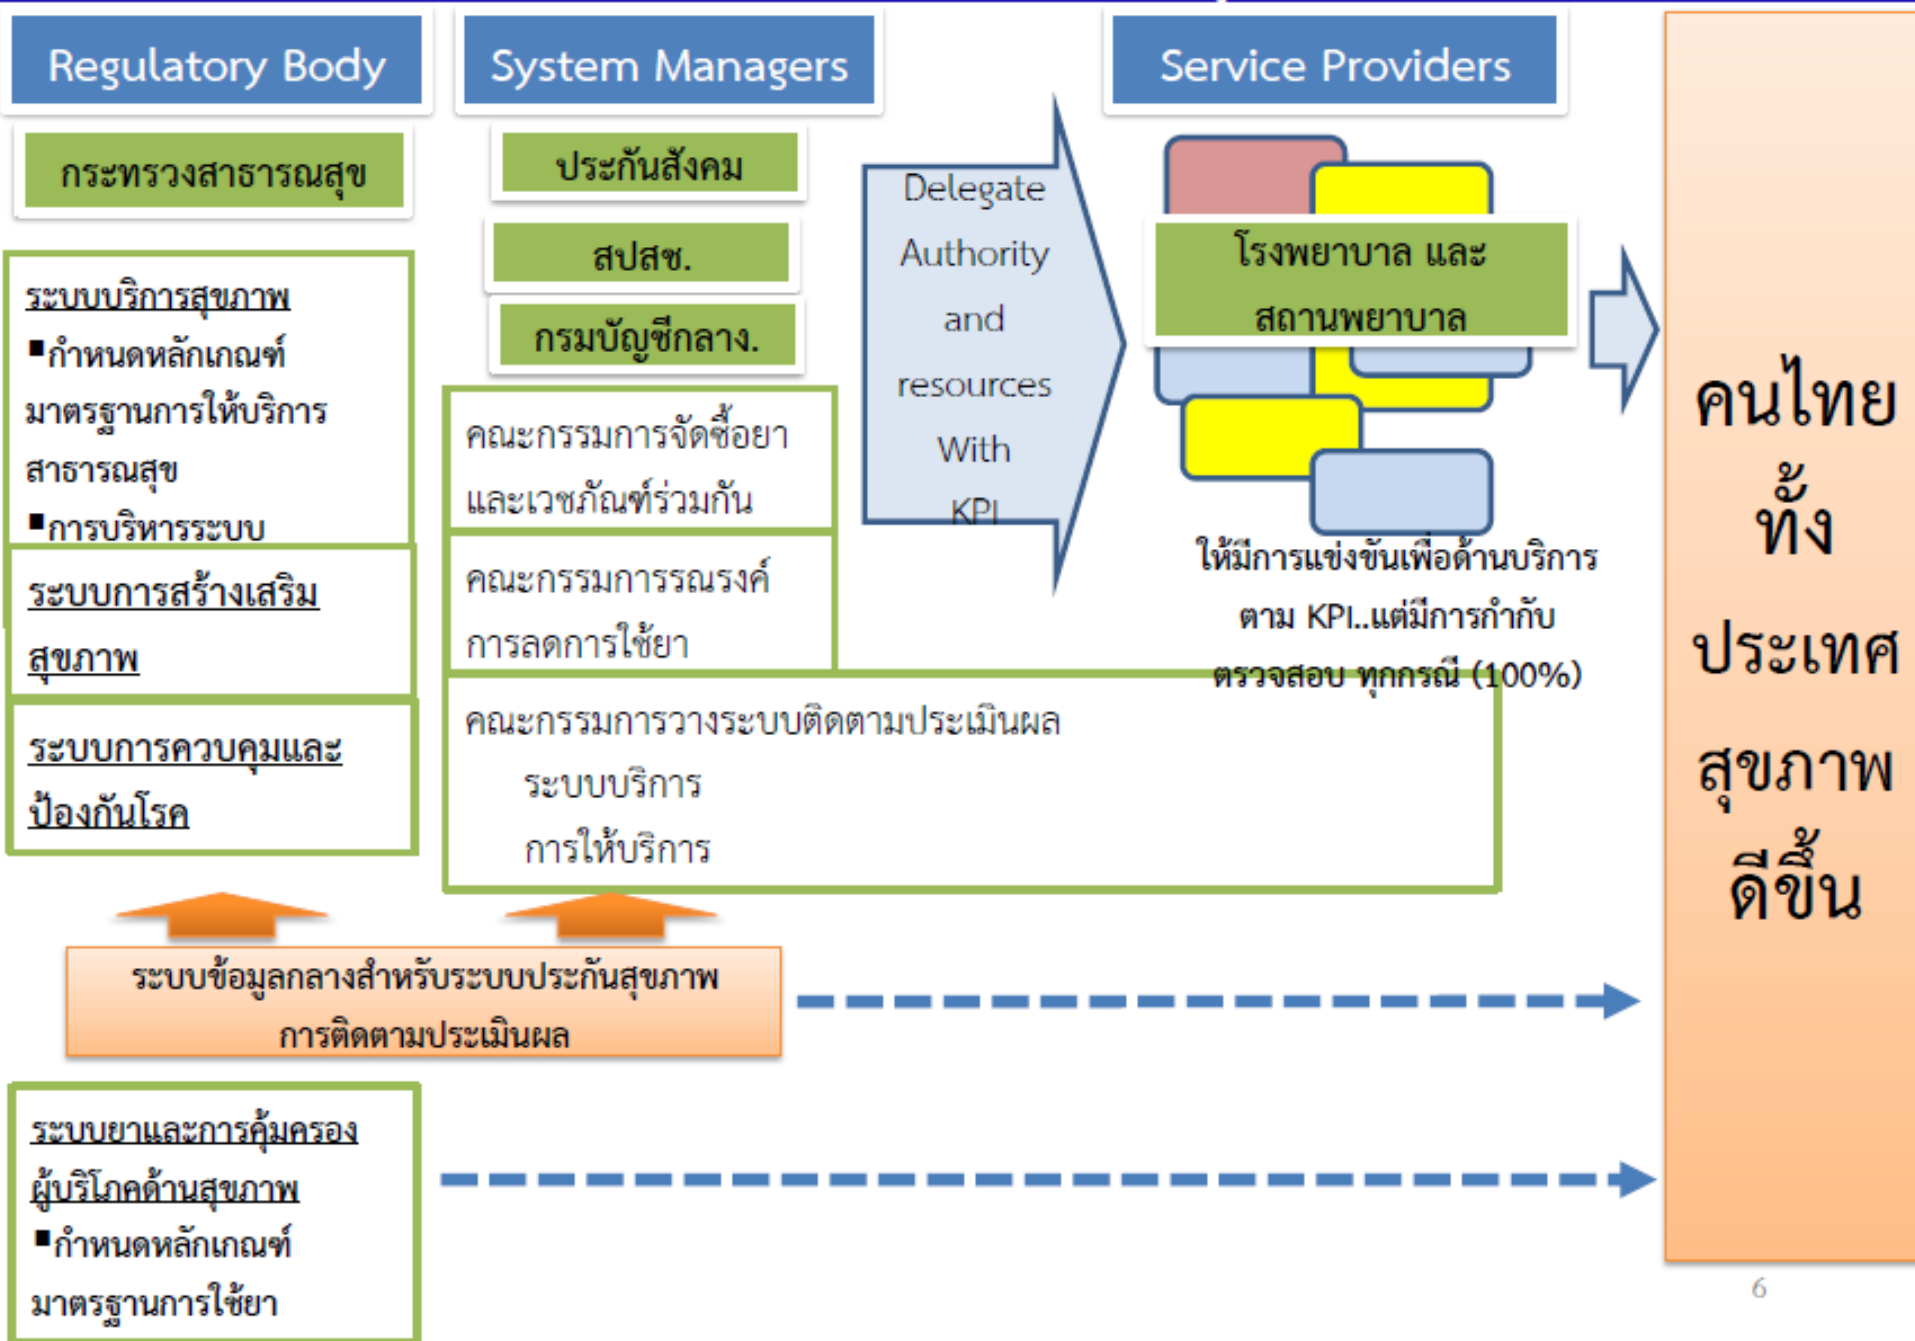 Regulatory Body
กระทรวงสาธารณสุข
ระบบบริการสุขภาพ
▪กำหนดหลักเกณฑ์
มาตรฐานการให้บริการ
สาธารณสุข
▪การบริหารระบบ
ระบบการสร้างเสริม
สุขภาพ
ระบบการควบคุมและ
ป้องกันโรค
System Managers
ประกันสังคม
สปสช.
กรมบัญชีกลาง.
คณะกรรมการจัดซื้อยา
และเวชภัณฑ์ร่วมกัน
คณะกรรมการรณรงค์
การลดการใช้ยา
คณะกรรมการวางระบบติดตามประเมินผล
ระบบบริการ
การให้บริการ
Delegate
Authority
and
resources
With
KPI
Service Providers
โรงพยาบาล และ
สถานพยาบาล
ให้มีการแข่งขันเพื่อด้านบริการ
ตาม KPI..แต่มีการกำกับ
ตรวจสอบ ทุกกรณี (100%)
คนไทย
ทั้ง
ประเทศ
สุขภาพ
ดีขึ้น
ระบบข้อมูลกลางสำหรับระบบประกันสุขภาพ
การติดตามประเมินผล
ระบบยาและการคุ้มครอง
ผู้บริโภคด้านสุขภาพ
▪กำหนดหลักเกณฑ์
มาตรฐานการใช้ยา
6